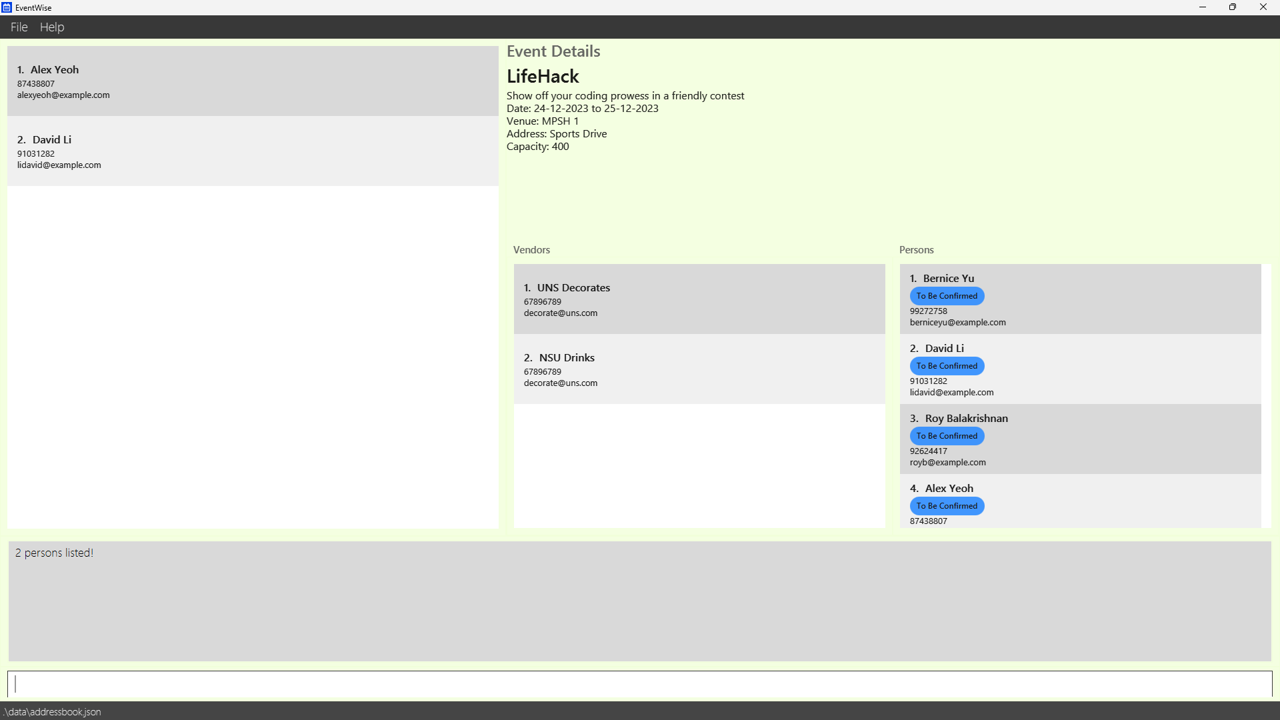 EventWise
File Help
1. Alex Yeoh
87438807
alexyeoh@example.com
2. David Li
91031282
lidavid@example.com
Event Details
LifeHack
Show off your coding prowess in a friendly contest
Date: 24-12-2023 to 25-12-2023
Venue: MPSH 1
Address: Sports Drive
Capacity: 400
Vendors
1. UNS Decorates
67896789
decorate@uns.com
2. NSU Drinks
67896789
decorate@uns.com
Persons
1. Bernice Yu
To Be Confirmed
99272758
berniceyu@example.com
2. David Li
To Be Confirmed
91031282
lidavid@example.com
3. Roy Balakrishnan
To Be Confirmed
92624417
royb@example.com
4. Alex Yeoh
To Be Confirmed
87438807
2 persons listed!
.\data\addressbook.json